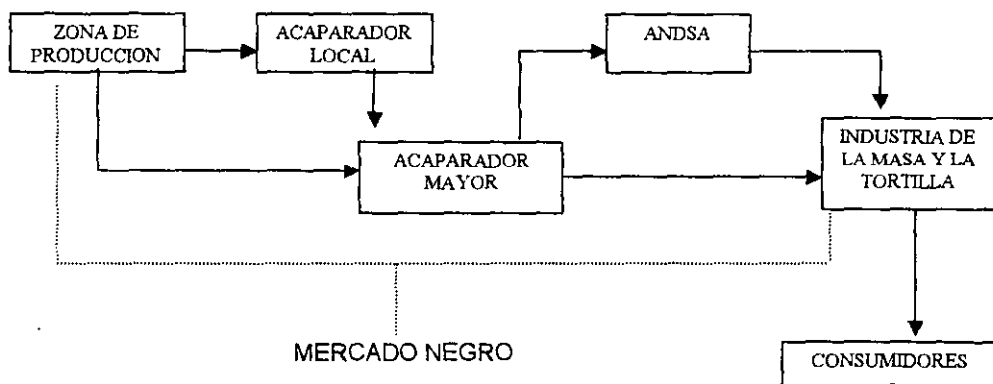 ZONA DE
PRODUCCION
ACAPARADOR
LOCAL
ANDSA
ACAPARADOR
MAYOR
INDUSTRIA DE
LA MASA Y LA
TORTILLA
MERCADO NEGRO
CONSUMIDORES